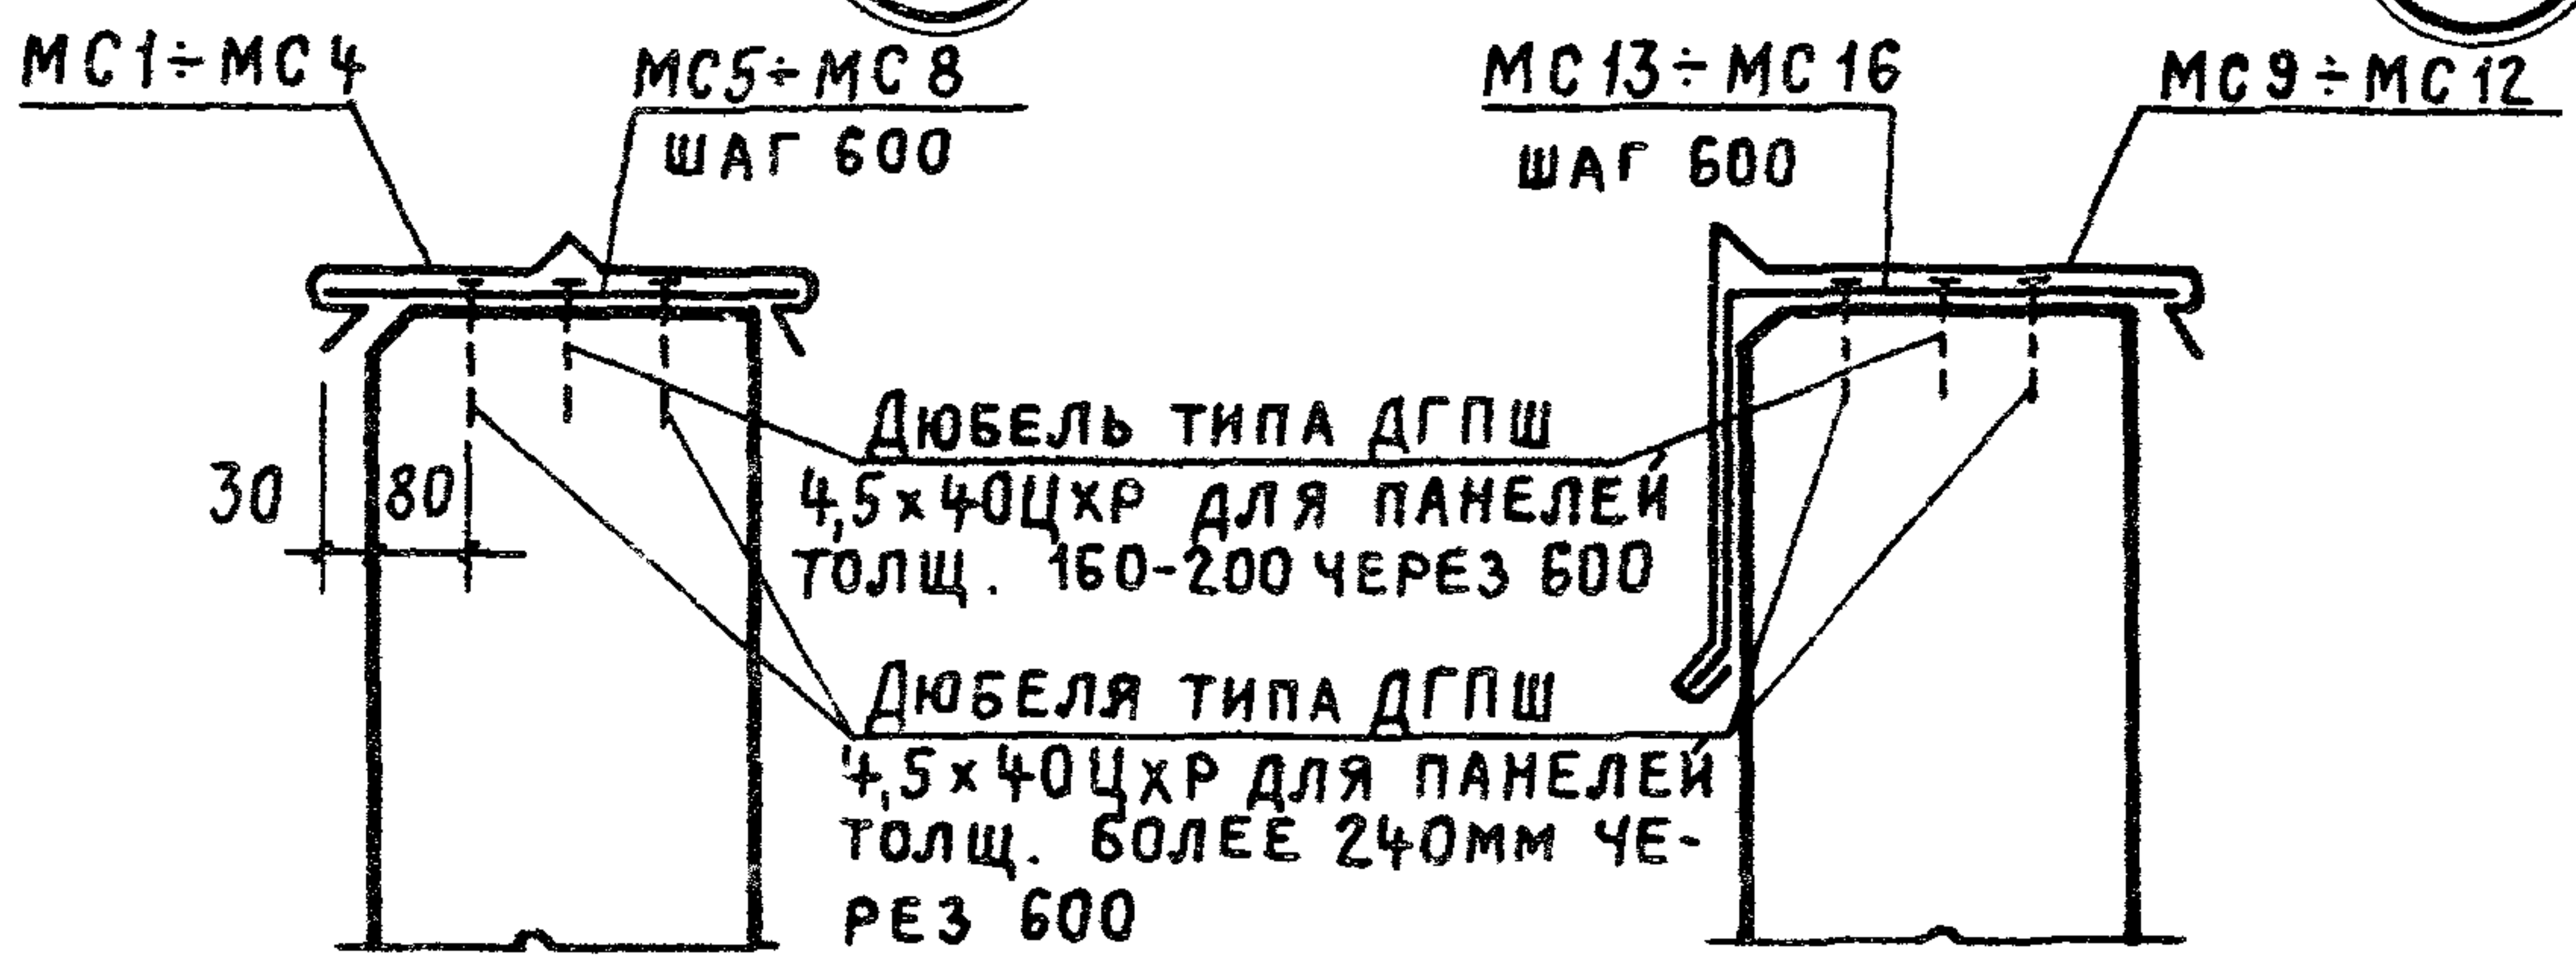 МС1÷МС4
МС5÷МС8
ШАГ 600
МС13÷МС16
ШАГ 600
МС9÷МС12
ДЮБЕЛЬ ТИПА ДГПШ
4,5×40ЦХР ДЛЯ ПАНЕЛЕЙ
ТОЛЩ. 160-200 ЧЕРЕЗ 600
30
80
ДЮБЕЛЯ ТИПА ДГПШ
4,5×40ЦХР ДЛЯ ПАНЕЛЕЙ
ТОЛЩ. БОЛЕЕ 240ММ ЧЕ-
РЕЗ 600